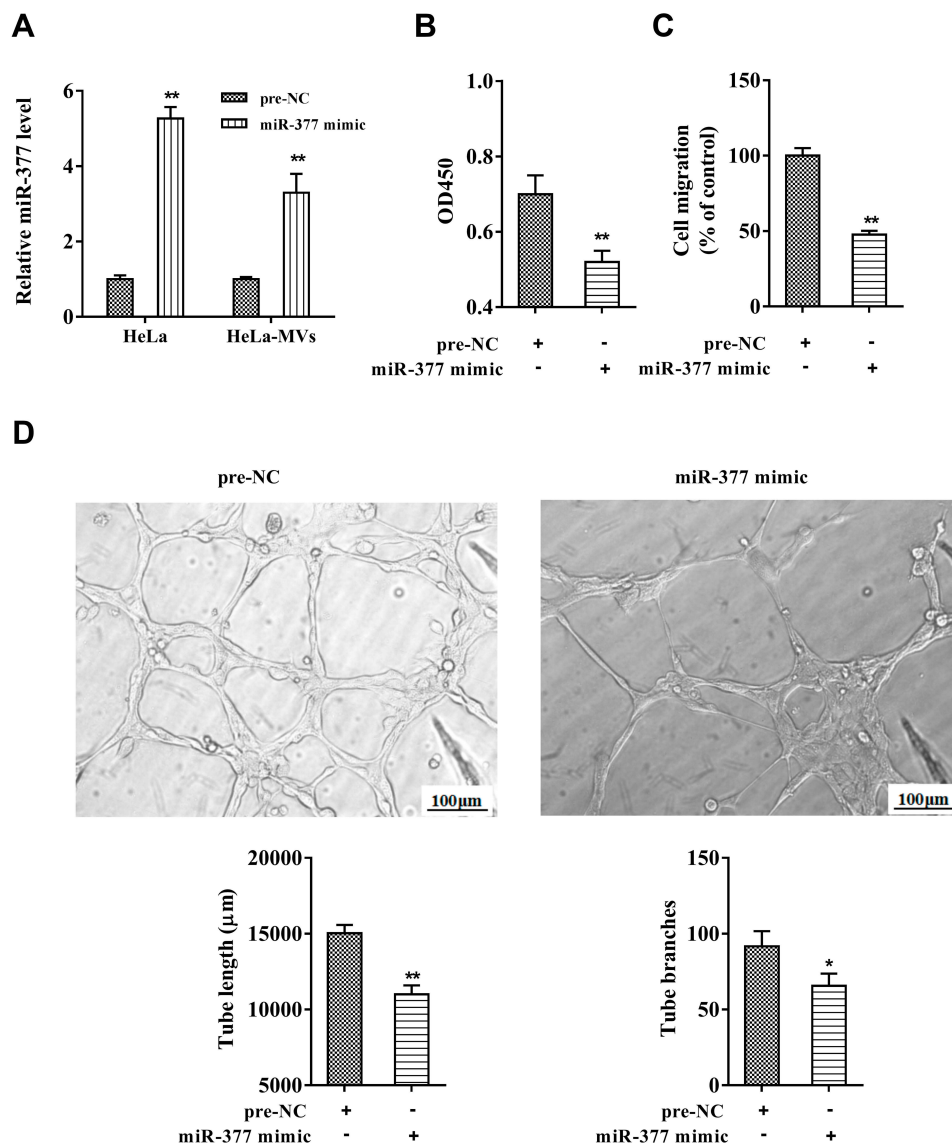 A
B
C
Relative miR-377 level
6
4
2
0
**
**
pre-NC
miR-377 mimic
HeLa
HeLa-MVs
OD450
1.0
0.8
0.6
0.4
**
pre-NC + -
miR-377 mimic - +
Cell migration
(% of control)
150
100
50
0
**
pre-NC + -
miR-377 mimic - +
D
pre-NC
miR-377 mimic
100μm
100μm
Tube length (μm)
20000
15000
10000
5000
**
pre-NC + -
miR-377 mimic - +
Tube branches
150
100
50
0
*
pre-NC + -
miR-377 mimic - +